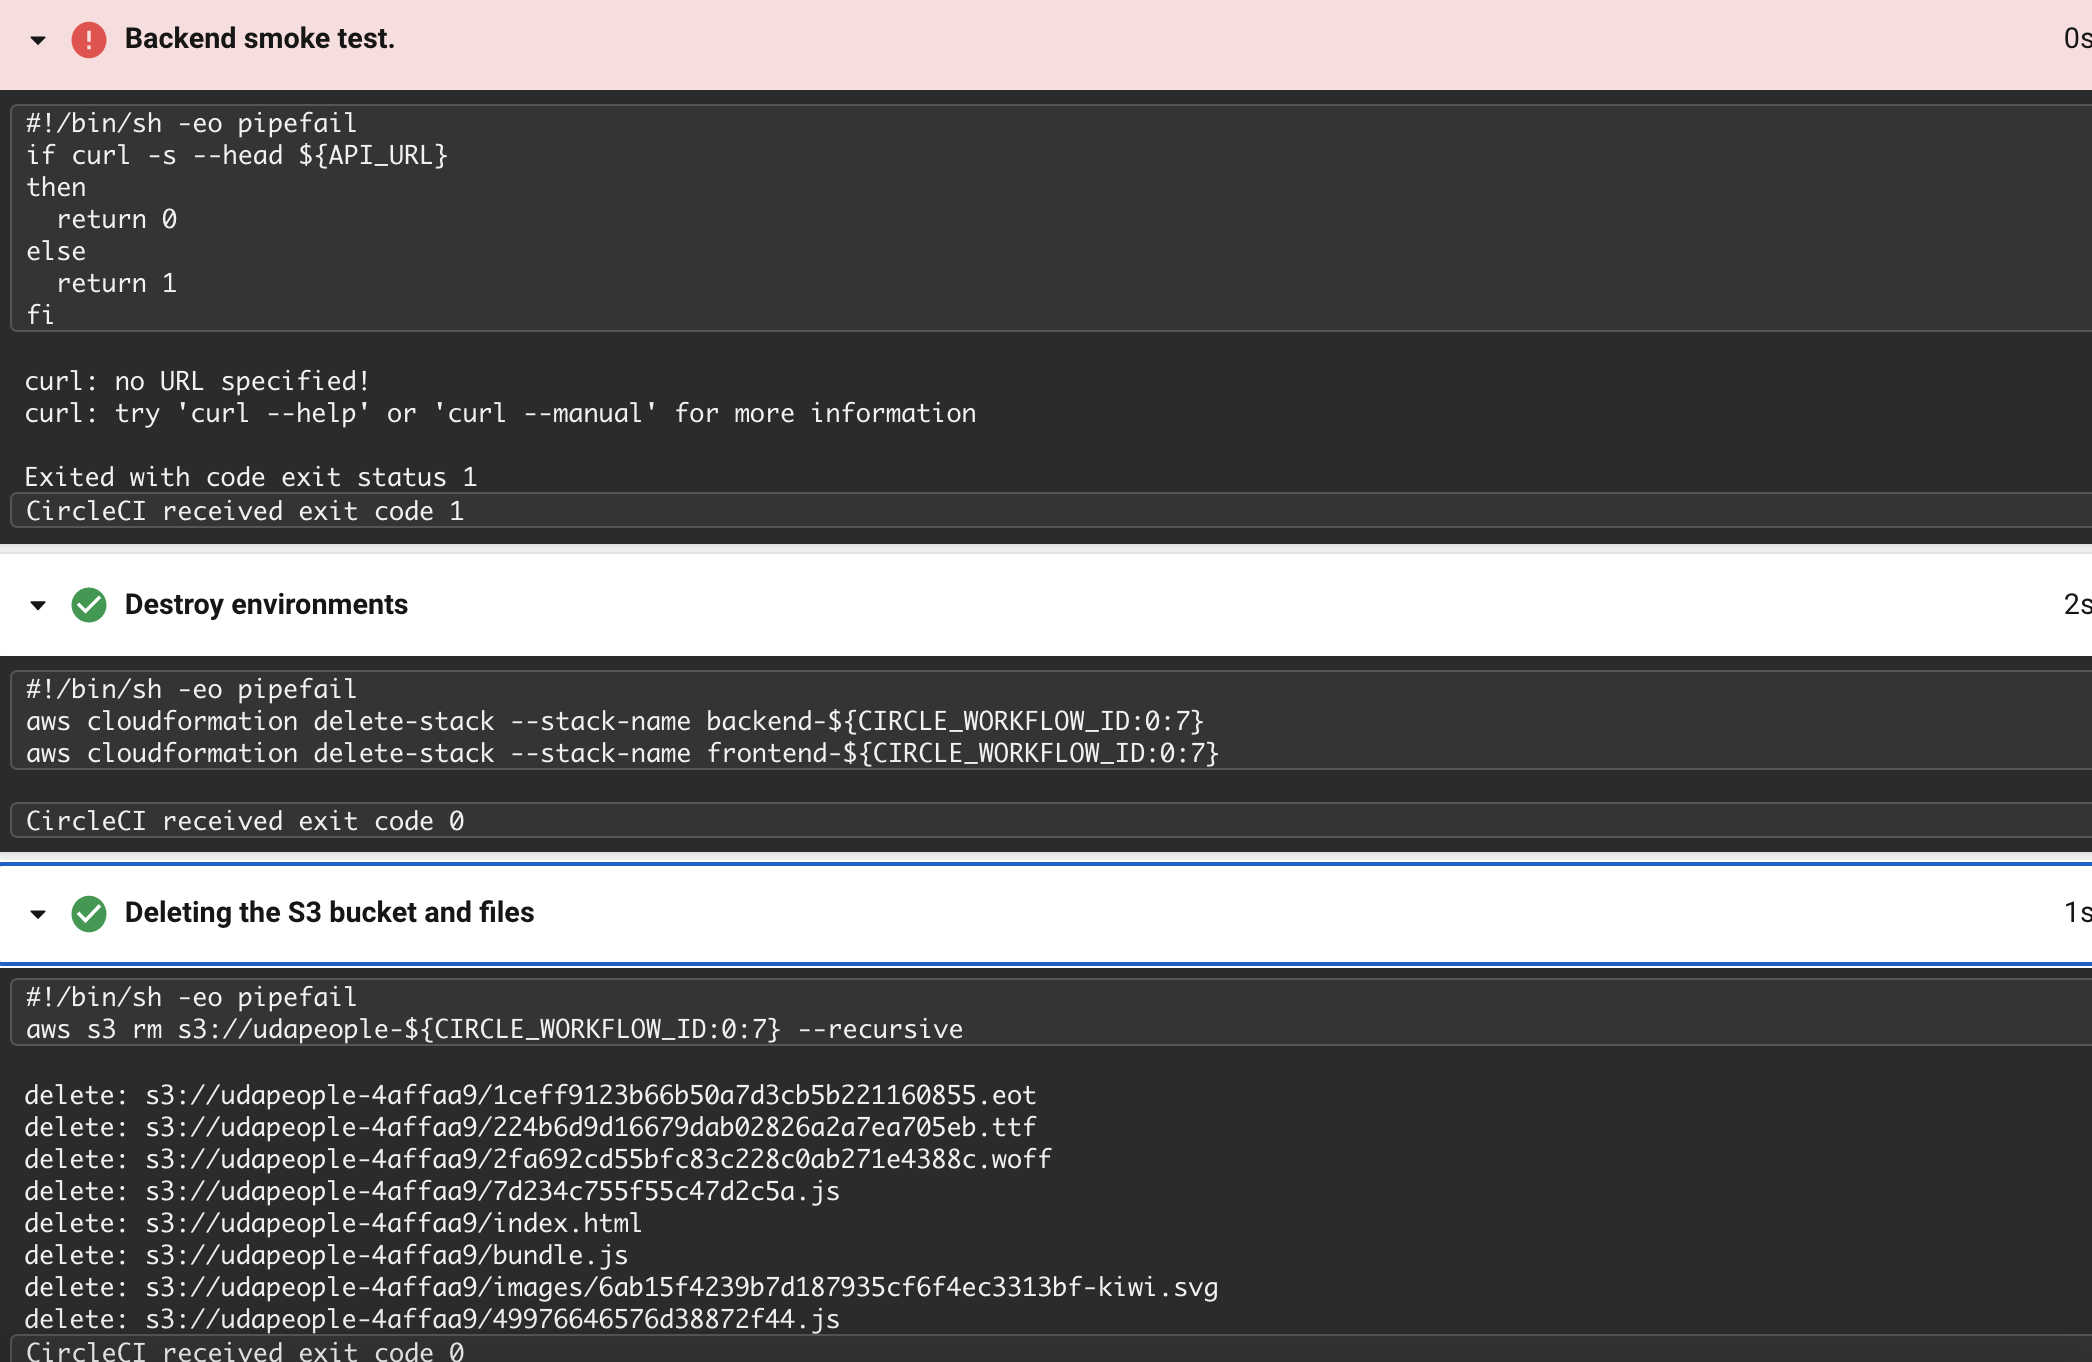 Backend smoke test.
0s
#!/bin/sh -eo pipefail
if curl -s --head ${API_URL}
then
  return 0
else
  return 1
fi
curl: no URL specified!
curl: try 'curl --help' or 'curl --manual' for more information
Exited with code exit status 1
CircleCI received exit code 1
Destroy environments
2s
#!/bin/sh -eo pipefail
aws cloudformation delete-stack --stack-name backend-${CIRCLE_WORKFLOW_ID:0:7}
aws cloudformation delete-stack --stack-name frontend-${CIRCLE_WORKFLOW_ID:0:7}
CircleCI received exit code 0
Deleting the S3 bucket and files
1s
#!/bin/sh -eo pipefail
aws s3 rm s3://udapeople-${CIRCLE_WORKFLOW_ID:0:7} --recursive
delete: s3://udapeople-4affaa9/1ceff9123b66b50a7d3cb5b221160855.eot
delete: s3://udapeople-4affaa9/224b6d9d16679dab02826a2a7ea705eb.ttf
delete: s3://udapeople-4affaa9/2fa692cd55bfc83c228c0ab271e4388c.woff
delete: s3://udapeople-4affaa9/7d234c755f55c47d2c5a.js
delete: s3://udapeople-4affaa9/index.html
delete: s3://udapeople-4affaa9/bundle.js
delete: s3://udapeople-4affaa9/images/6ab15f4239b7d187935cf6f4ec3313bf-kiwi.svg
delete: s3://udapeople-4affaa9/49976646576d38872f44.js
CircleCI received exit code 0